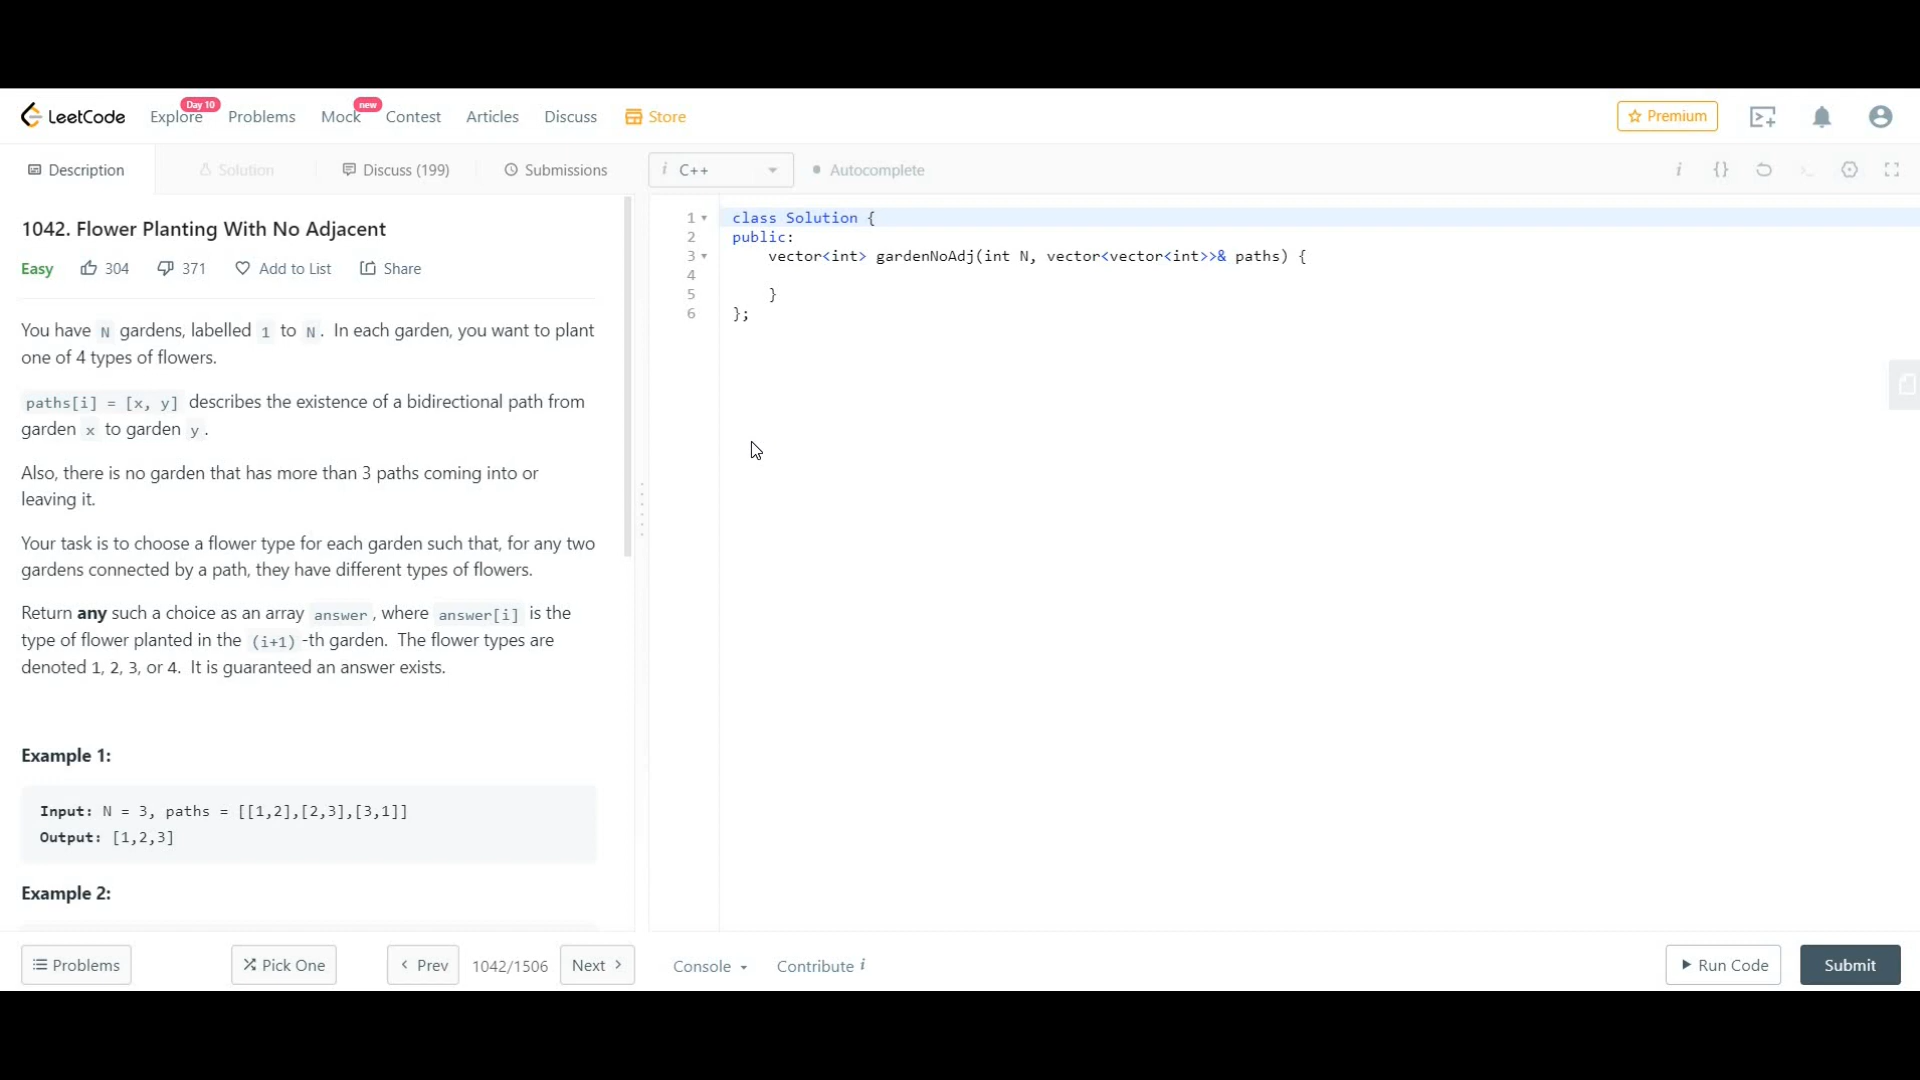 LeetCode Explore Day 10 Problems Mock new Contest Articles Discuss Store Premium
Description Solution Discuss (199) Submissions i C++ Autocomplete i {}
1042. Flower Planting With No Adjacent
Easy 304 371 Add to List Share
You have N gardens, labelled 1 to N. In each garden, you want to plant
one of 4 types of flowers.
paths[i] = [x, y] describes the existence of a bidirectional path from
garden x to garden y.
Also, there is no garden that has more than 3 paths coming into or
leaving it.
Your task is to choose a flower type for each garden such that, for any two
gardens connected by a path, they have different types of flowers.
Return any such a choice as an array answer, where answer[i] is the
type of flower planted in the (i+1)-th garden. The flower types are
denoted 1, 2, 3, or 4. It is guaranteed an answer exists.
Example 1:
Input: N = 3, paths = [[1,2],[2,3],[3,1]]
Output: [1,2,3]
Example 2:
1 class Solution {
2 public:
3 vector<int> gardenNoAdj(int N, vector<vector<int>>& paths) {
4
5 }
6 };
Problems Pick One Prev 1042/1506 Next Console Contribute i Run Code Submit